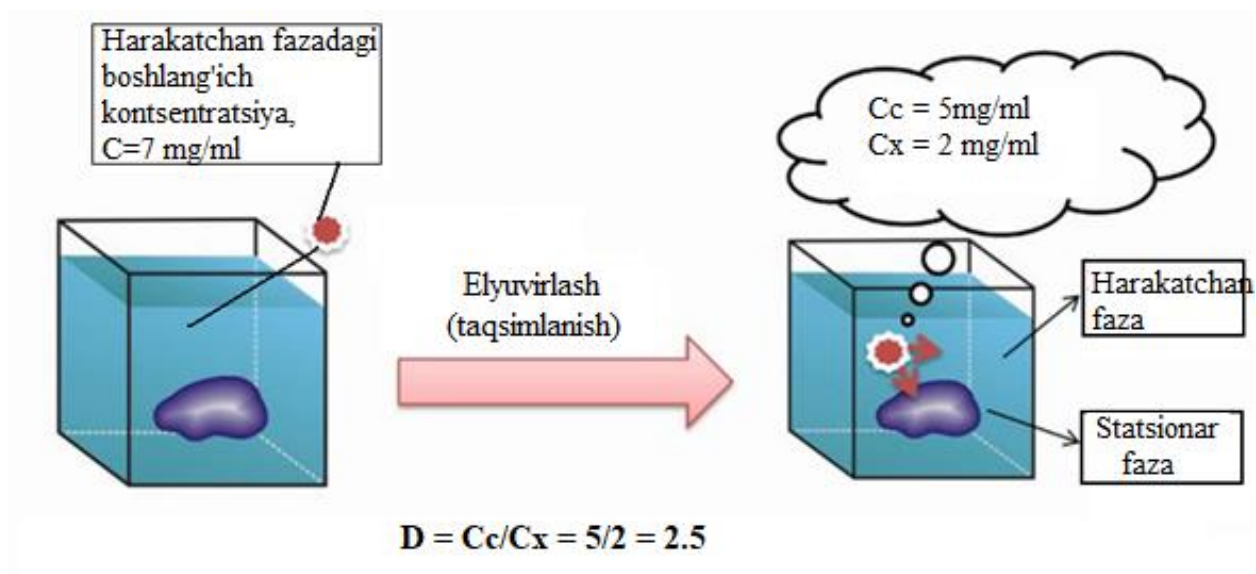 Harakatchan fazadagi
boshlang'ich
kontsentratsiya,
C=7 mg/ml
Cc = 5mg/ml
Cx = 2 mg/ml
Elyuvirlash
(taqsimlanish)
Harakatchan
faza
Statsionar
faza
D = Cc/Cx = 5/2 = 2.5